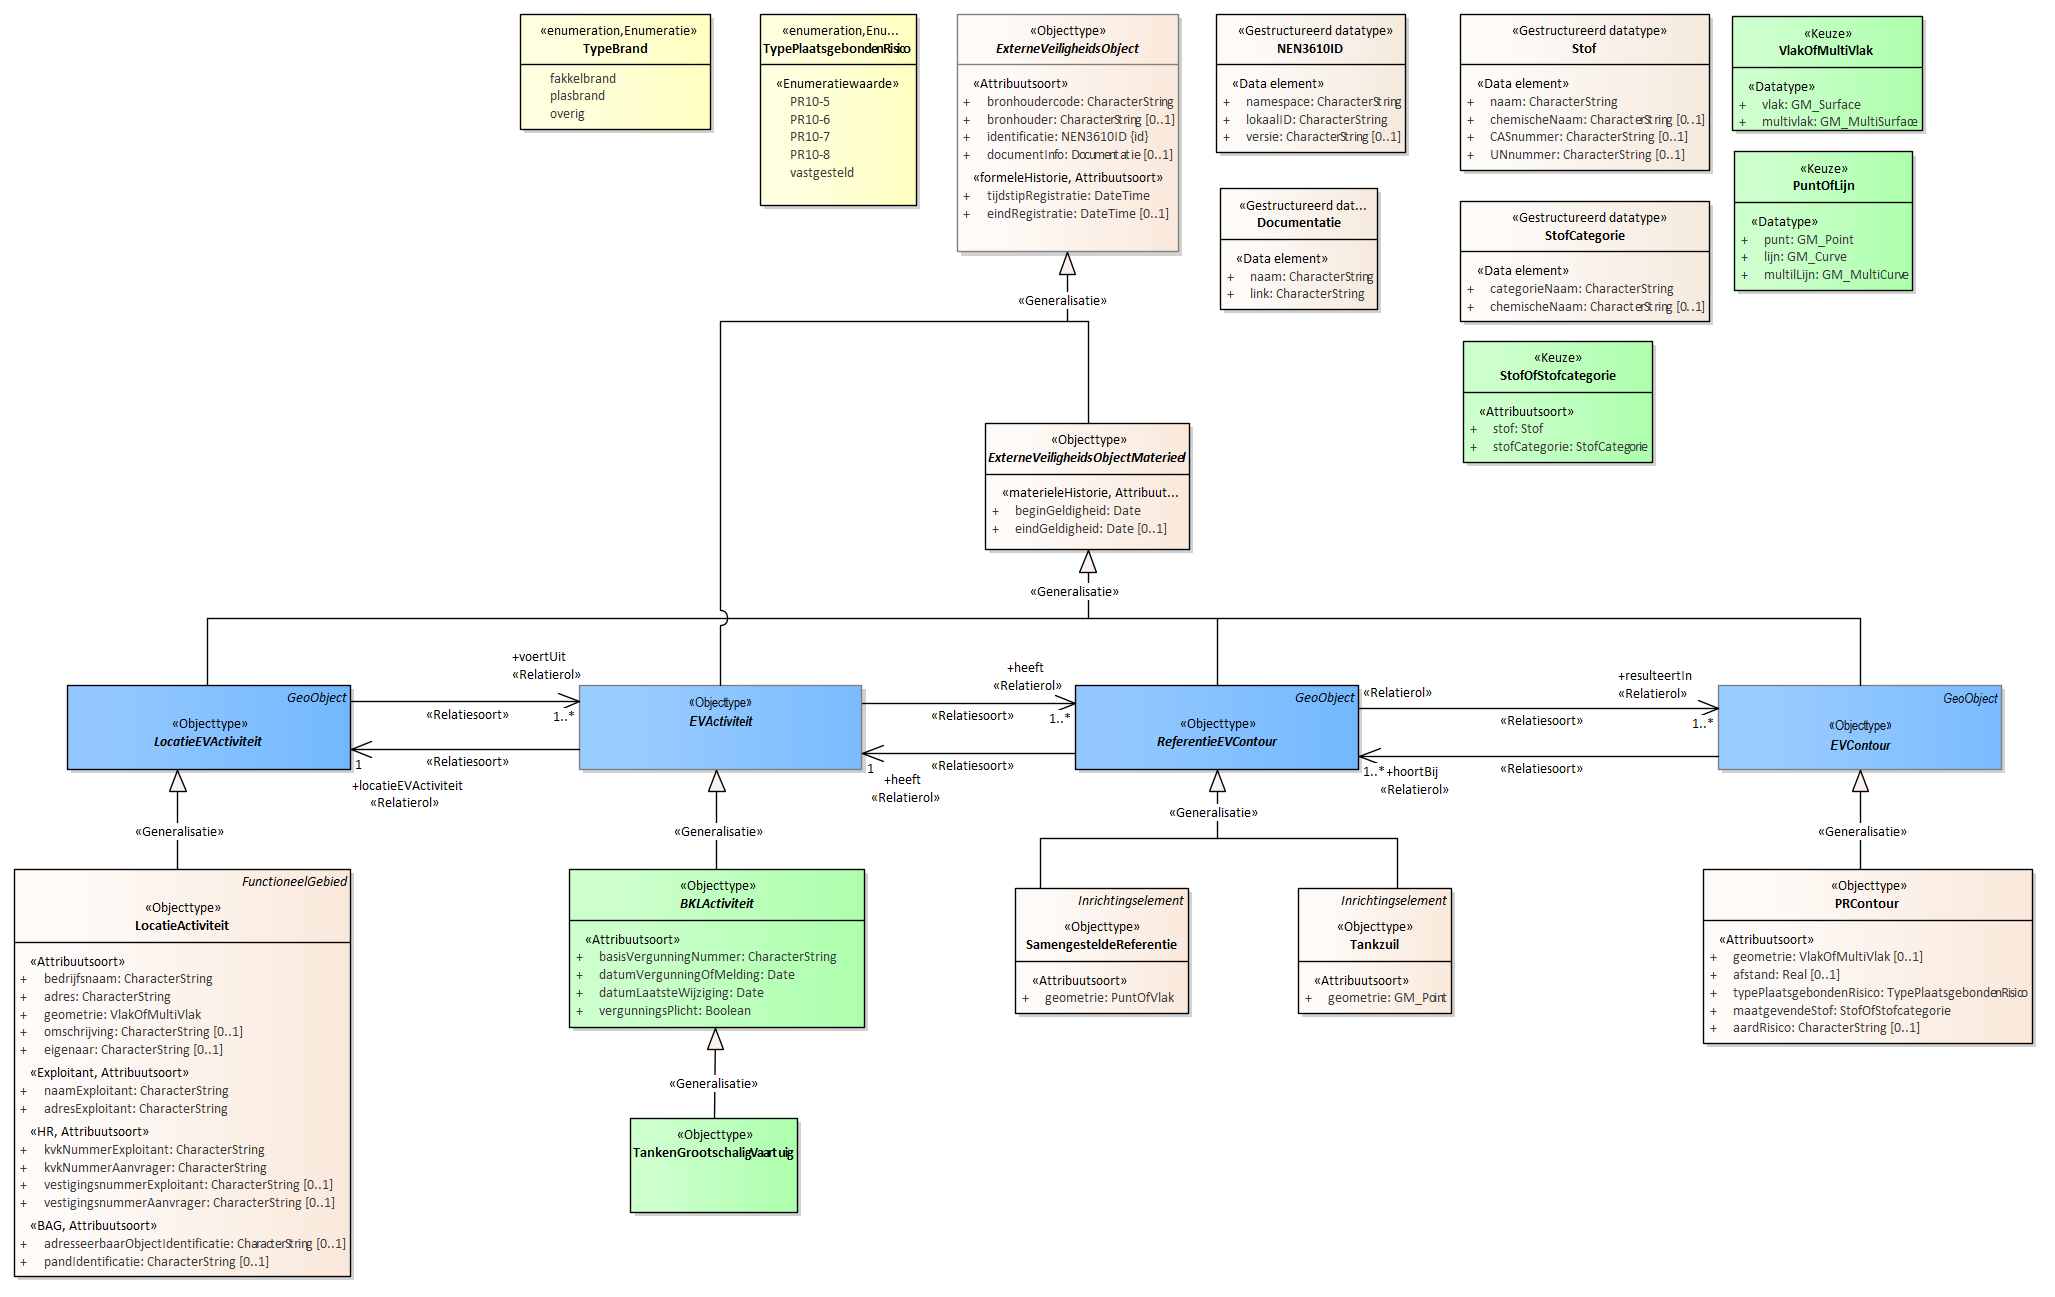 «enumeration,Enumeratie»
TypeBrand
fakkelbrand
plasbrand
overig
«enumeration,Enu...
TypePlaatsgebondenRisico
«Enumeratiewaarde»
PR10-5
PR10-6
PR10-7
PR10-8
vastgesteld
«Objecttype»
ExterneVeiligheidsObject
«Attribuutsoort»
+ bronhoudercode: CharacterString
+ bronhouder: CharacterString [0..1]
+ identificatie: NEN3610ID {id}
+ documentInfo: Documentatie [0..1]
«formeleHistorie, Attribuutsoort»
+ tijdstipRegistratie: DateTime
+ eindRegistratie: DateTime [0..1]
«Gestructureerd datatype»
NEN3610ID
«Data element»
+ namespace: CharacterString
+ lokaalID: CharacterString
+ versie: CharacterString [0..1]
«Gestructureerd dat...
Documentatie
«Data element»
+ naam: CharacterString
+ link: CharacterString
«Gestructureerd datatype»
Stof
«Data element»
+ naam: CharacterString
+ chemischeNaam: CharacterString [0..1]
+ CASnummer: CharacterString [0..1]
+ UNnummer: CharacterString [0..1]
«Gestructureerd datatype»
StofCategorie
«Data element»
+ categorieNaam: CharacterString
+ chemischeNaam: CharacterString [0..1]
«Keuze»
StofOfStofcategorie
«Attribuutsoort»
+ stof: Stof
+ stofCategorie: StofCategorie
«Keuze»
VlakOfMultiVlak
«Datatype»
+ vlak: GM_Surface
+ multivlak: GM_MultiSurface
«Keuze»
PuntOfLijn
«Datatype»
+ punt: GM_Point
+ lijn: GM_Curve
+ multilLijn: GM_MultiCurve
«Generalisatie»
«Objecttype»
ExterneVeiligheidsObjectMaterieel
«materieleHistorie, Attribuut...
+ beginGeldigheid: Date
+ eindGeldigheid: Date [0..1]
«Generalisatie»
GeoObject
«Objecttype»
LocatieEVActiviteit
+voertUit
«Relatierol»
«Relatiesoort»
1..*
«Relatiesoort»
1
+locatieEVActiviteit
«Relatierol»
«Objecttype»
EVActiviteit
+heeft
«Relatierol»
«Relatiesoort»
1..*
«Relatiesoort»
1
+heeft
«Relatierol»
GeoObject
«Objecttype»
ReferentieEVContour
«Relatierol»
+resulteertIn
«Relatierol»
«Relatiesoort»
1..*
«Relatiesoort»
1..*
+hoortBij
«Relatierol»
GeoObject
«Objecttype»
EVContour
«Generalisatie»
«Generalisatie»
«Generalisatie»
«Generalisatie»
FunctioneelGebied
«Objecttype»
LocatieActiviteit
«Attribuutsoort»
+ bedrijfsnaam: CharacterString
+ adres: CharacterString
+ geometrie: VlakOfMultiVlak
+ omschrijving: CharacterString [0..1]
+ eigenaar: CharacterString [0..1]
«Exploitant, Attribuutsoort»
+ naamExploitant: CharacterString
+ adresExploitant: CharacterString
«HR, Attribuutsoort»
+ kvkNummerExploitant: CharacterString
+ kvkNummerAanvrager: CharacterString
+ vestigingsnummerExploitant: CharacterString [0..1]
+ vestigingsnummerAanvrager: CharacterString [0..1]
«BAG, Attribuutsoort»
+ adresseerbaarObjectIdentificatie: CharacterString [0..1]
+ pandIdentificatie: CharacterString [0..1]
«Objecttype»
BKLActiviteit
«Attribuutsoort»
+ basisVergunningNummer: CharacterString
+ datumVergunningOfMelding: Date
+ datumLaatsteWijziging: Date
+ vergunningsPlicht: Boolean
«Generalisatie»
«Objecttype»
TankenGrootschaligVaartuig
Inrichtingselement
«Objecttype»
SamengesteldeReferentie
«Attribuutsoort»
+ geometrie: PuntOfVlak
Inrichtingselement
«Objecttype»
Tankzuil
«Attribuutsoort»
+ geometrie: GM_Point
«Objecttype»
PRContour
«Attribuutsoort»
+ geometrie: VlakOfMultiVlak [0..1]
+ afstand: Real [0..1]
+ typePlaatsgebondenRisico: TypePlaatsgebondenRisico
+ maatgevendeStof: StofOfStofcategorie
+ aardRisico: CharacterString [0..1]